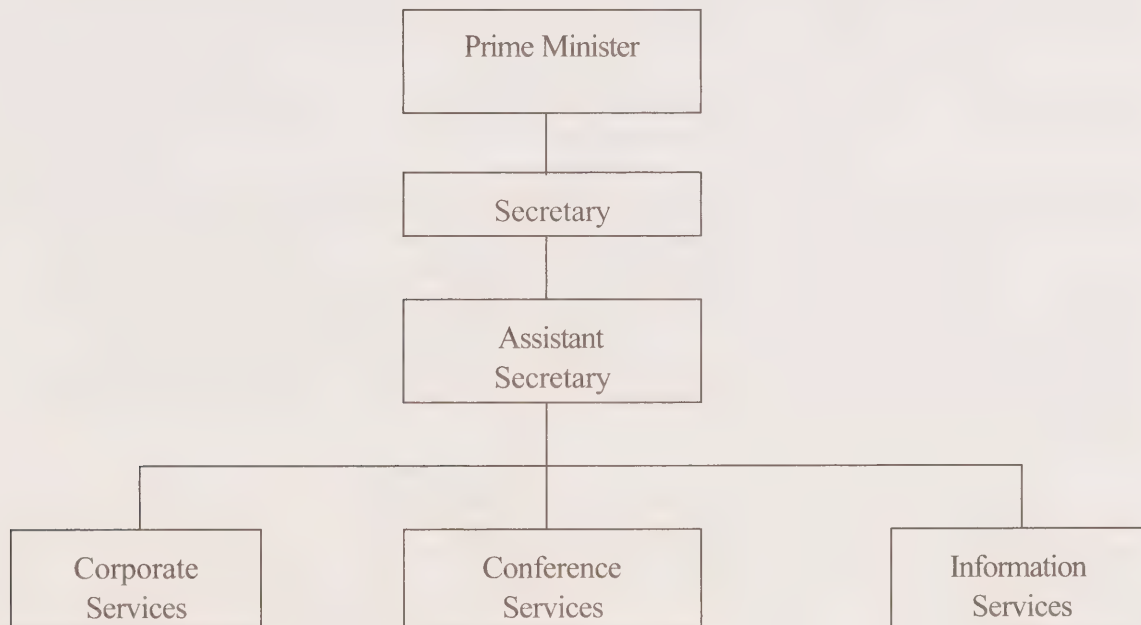 Prime Minister
Secretary
Assistant
Secretary
Corporate
Services
Conference
Services
Information
Services